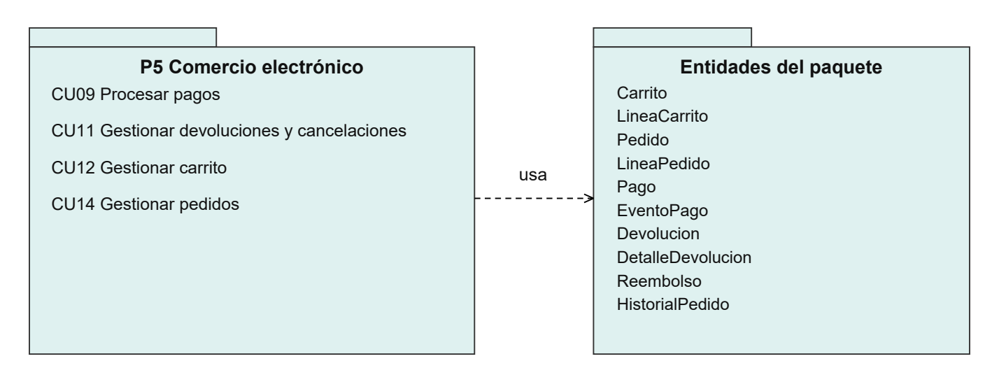 P5 Comercio electrónico
CU09 Procesar pagos
CU11 Gestionar devoluciones y cancelaciones
CU12 Gestionar carrito
CU14 Gestionar pedidos
usa
Entidades del paquete
Carrito
LineaCarrito
Pedido
LineaPedido
Pago
EventoPago
Devolucion
DetalleDevolucion
Reembolso
HistorialPedido